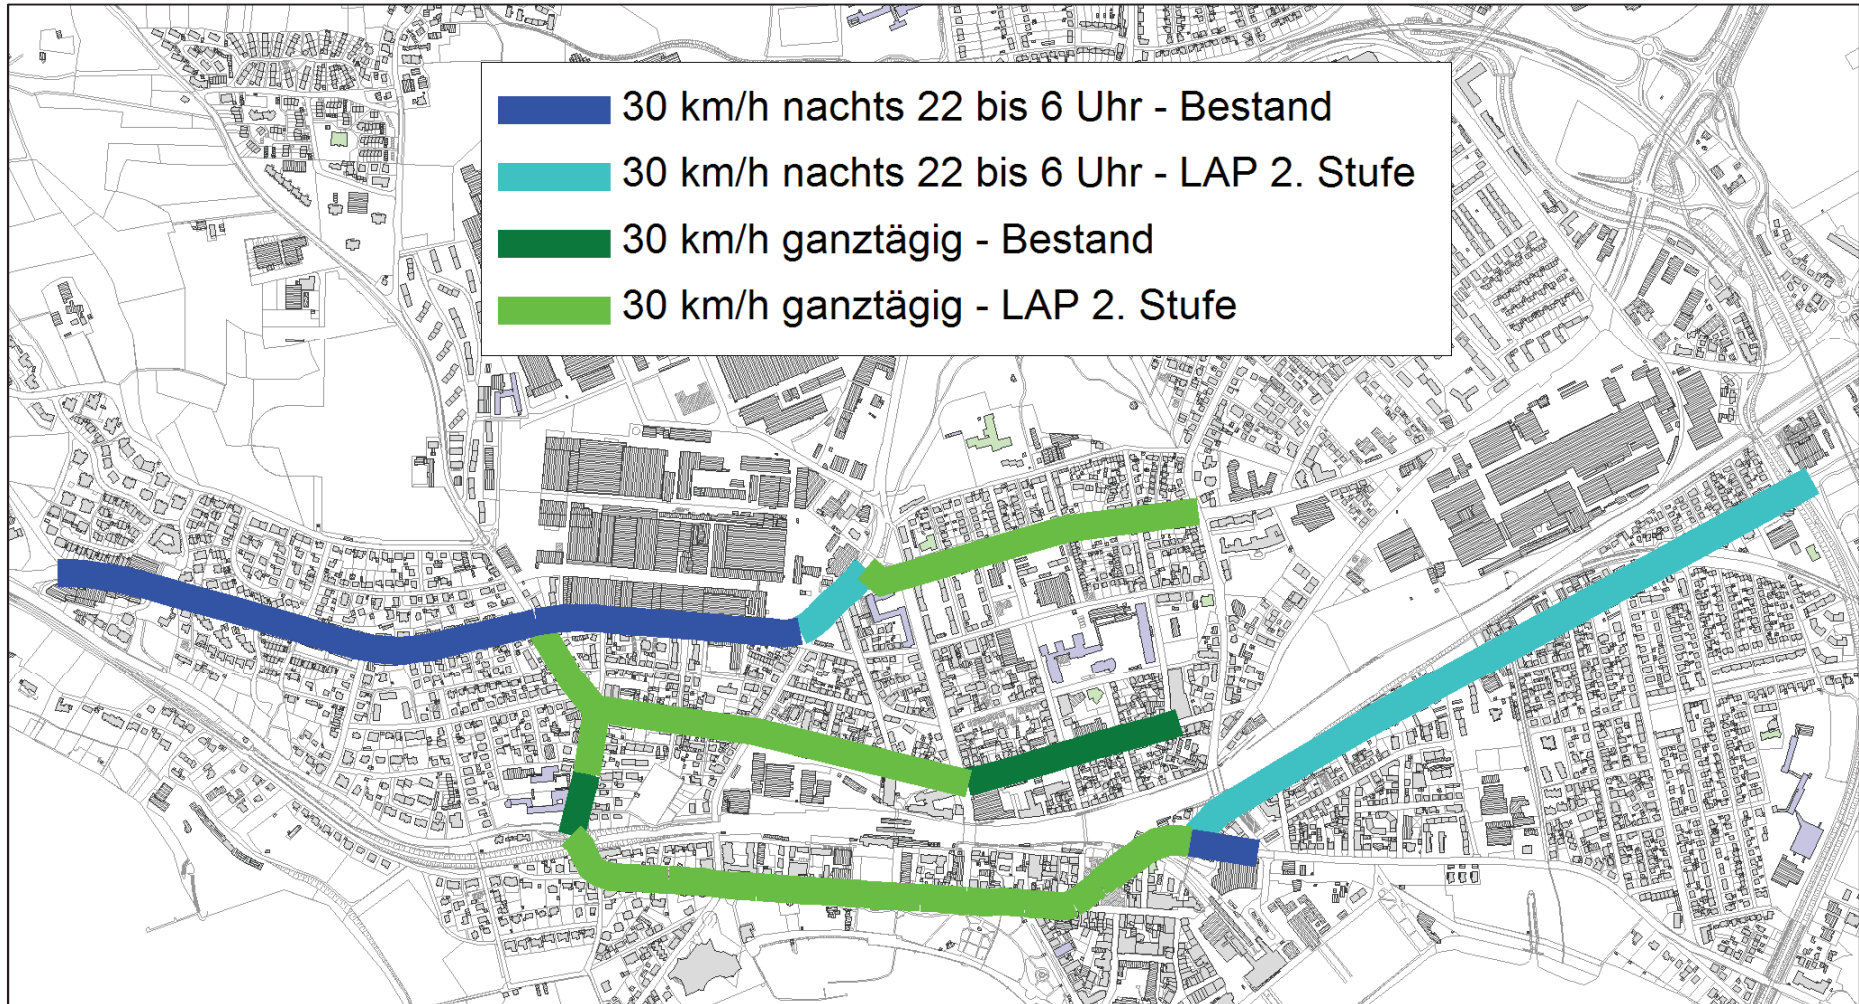 30 km/h nachts 22 bis 6 Uhr - Bestand
30 km/h nachts 22 bis 6 Uhr - LAP 2. Stufe
30 km/h ganztägig - Bestand
30 km/h ganztägig - LAP 2. Stufe